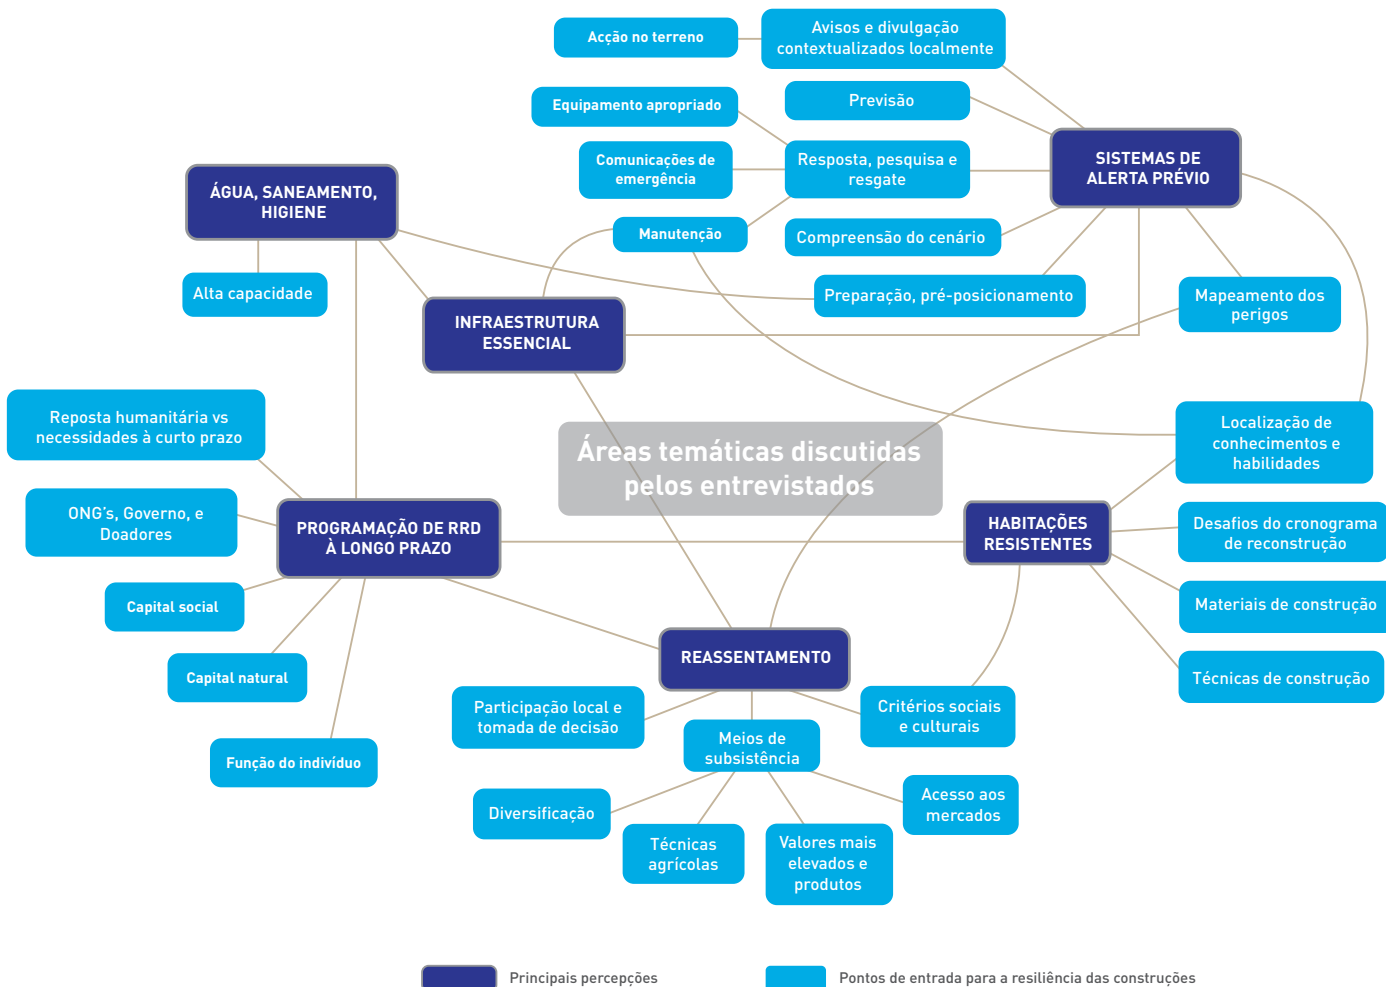 Acção no terreno
Avisos e divulgação
contextualizados localmente
Equipamento apropriado
Previsão
Comunicações de
emergência
Resposta, pesquisa e
resgate
SISTEMAS DE
ALERTA PRÉVIO
ÁGUA, SANEAMENTO,
HIGIENE
Manutenção
Compreensão do cenário
Alta capacidade
Preparação, pré-posicionamento
Mapeamento dos
perigos
INFRAESTRUTURA
ESSENCIAL
Reposta humanitária vs
necessidades à curto prazo
Áreas temáticas discutidas
pelos entrevistados
Localização de
conhecimentos e
habilidades
ONG’s, Governo, e
Doadores
PROGRAMAÇÃO DE RRD
À LONGO PRAZO
HABITAÇÕES
RESISTENTES
Desafios do cronograma
de reconstrução
Capital social
Materiais de construção
Capital natural
REASSENTAMENTO
Técnicas de construção
Participação local e
tomada de decisão
Critérios sociais
e culturais
Meios de
subsistência
Função do indivíduo
Diversificação
Acesso aos
mercados
Técnicas
agrícolas
Valores mais
elevados e
produtos
Principais percepções
Pontos de entrada para a resiliência das construções